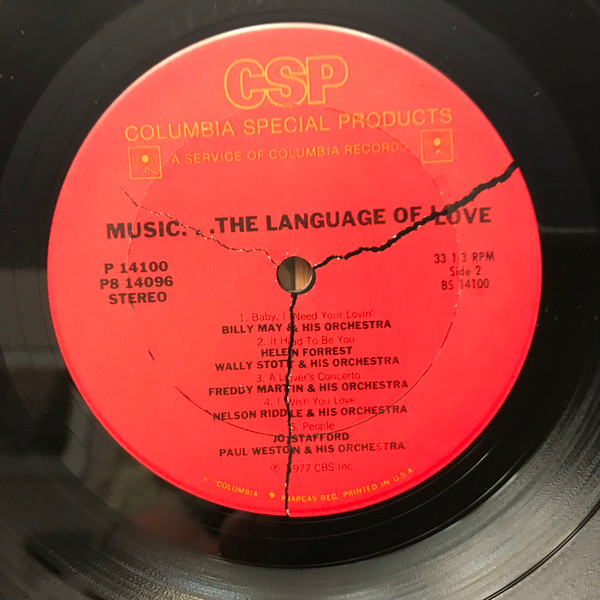 CSP
COLUMBIA SPECIAL PRODUCTS
A SERVICE OF COLUMBIA RECORDS
MUSIC. . .THE LANGUAGE OF LOVE
P 14100
P8 14096
STEREO
33 1/3 RPM
Side 2
BS 14100
1. Baby, I Need Your Lovin'
BILLY MAY & HIS ORCHESTRA
2. It Had To Be You
HELEN FORREST
WALLY STOTT & HIS ORCHESTRA
3. A Lover's Concerto
FREDDY MARTIN & HIS ORCHESTRA
4. I Wish You Love
NELSON RIDDLE & HIS ORCHESTRA
5. People
JO STAFFORD
PAUL WESTON & HIS ORCHESTRA
℗ 1977 CBS Inc.
COLUMBIA MARCAS REG. PRINTED IN U.S.A.